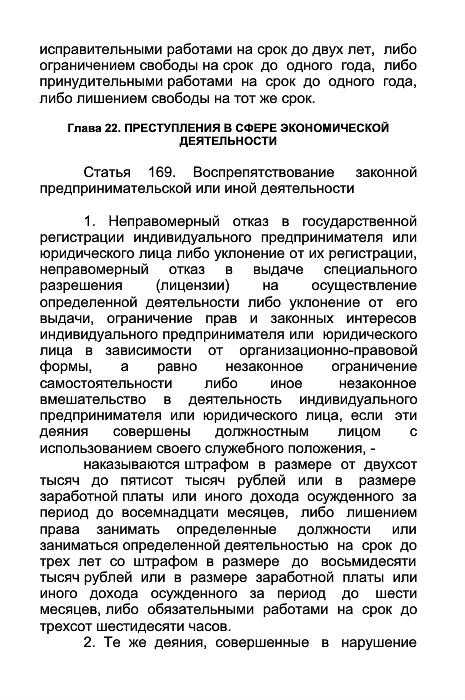 исправительными работами на срок до двух лет, либо
ограничением свободы на срок до одного года, либо
принудительными работами на срок до одного года,
либо лишением свободы на тот же срок.
Глава 22. ПРЕСТУПЛЕНИЯ В СФЕРЕ ЭКОНОМИЧЕСКОЙ
ДЕЯТЕЛЬНОСТИ
Статья 169. Воспрепятствование законной
предпринимательской или иной деятельности
1. Неправомерный отказ в государственной
регистрации индивидуального предпринимателя или
юридического лица либо уклонение от их регистрации,
неправомерный отказ в выдаче специального
разрешения (лицензии) на осуществление
определенной деятельности либо уклонение от его
выдачи, ограничение прав и законных интересов
индивидуального предпринимателя или юридического
лица в зависимости от организационно-правовой
формы, а равно незаконное ограничение
самостоятельности либо иное незаконное
вмешательство в деятельность индивидуального
предпринимателя или юридического лица, если эти
деяния совершены должностным лицом с
использованием своего служебного положения, -
наказываются штрафом в размере от двухсот
тысяч до пятисот тысяч рублей или в размере
заработной платы или иного дохода осужденного за
период до восемнадцати месяцев, либо лишением
права занимать определенные должности или
заниматься определенной деятельностью на срок до
трех лет со штрафом в размере до восьмидесяти
тысяч рублей или в размере заработной платы или
иного дохода осужденного за период до шести
месяцев, либо обязательными работами на срок до
трехсот шестидесяти часов.
2. Те же деяния, совершенные в нарушение